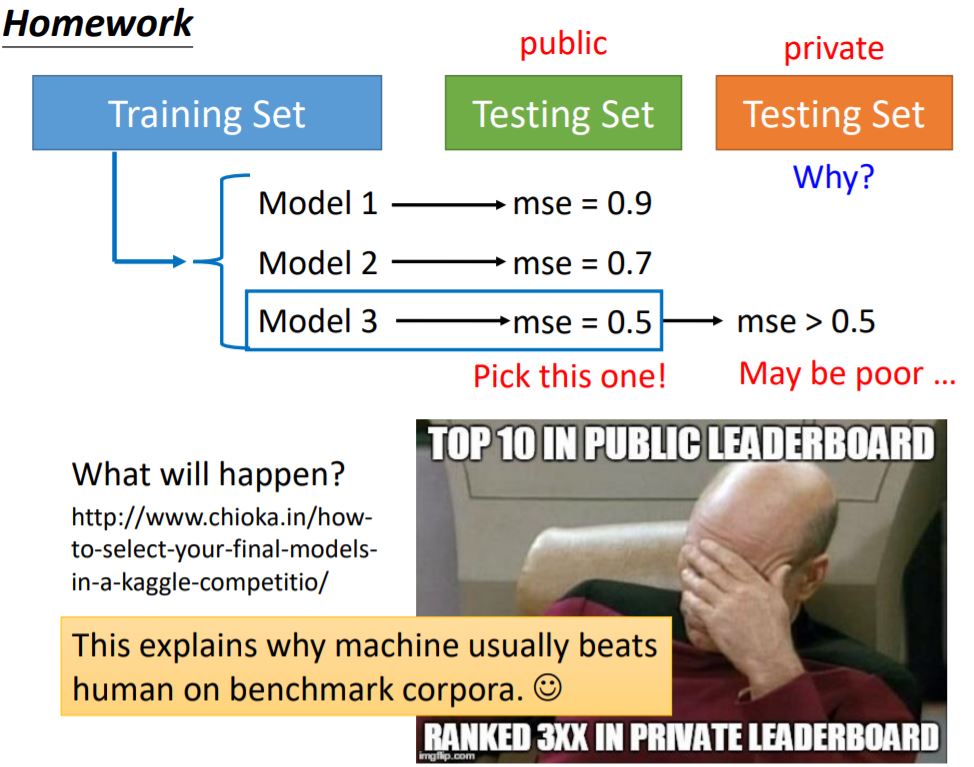 Homework
public
private
Training Set
Testing Set
Testing Set
Why?
Model 1
mse = 0.9
Model 2
mse = 0.7
Model 3
mse = 0.5
mse > 0.5
Pick this one!
May be poor …
What will happen?
http://www.chioka.in/how-
to-select-your-final-models-
in-a-kaggle-competitio/
TOP 10 IN PUBLIC LEADERBOARD
This explains why machine usually beats
human on benchmark corpora. ☺
RANKED 3XX IN PRIVATE LEADERBOARD
imgflip.com